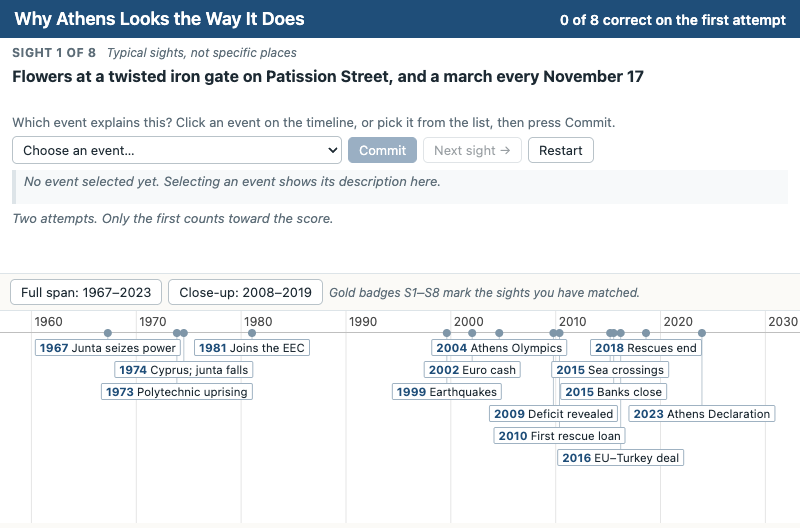 Why Athens Looks the Way It Does
0 of 8 correct on the first attempt
SIGHT 1 OF 8 Typical sights, not specific places
Flowers at a twisted iron gate on Patission Street, and a march every November 17
Which event explains this? Click an event on the timeline, or pick it from the list, then press Commit.
Choose an event... Commit Next sight → Restart
No event selected yet. Selecting an event shows its description here.
Two attempts. Only the first counts toward the score.
Full span: 1967–2023 Close-up: 2008–2019 Gold badges S1–S8 mark the sights you have matched.
1960 1970 1980 1990 2000 2010 2020 2030
1967 Junta seizes power 1981 Joins the EEC 2004 Athens Olympics 2018 Rescues end
1974 Cyprus; junta falls 2002 Euro cash 2015 Sea crossings
1973 Polytechnic uprising 1999 Earthquakes 2015 Banks close
2009 Deficit revealed 2023 Athens Declaration
2010 First rescue loan
2016 EU–Turkey deal